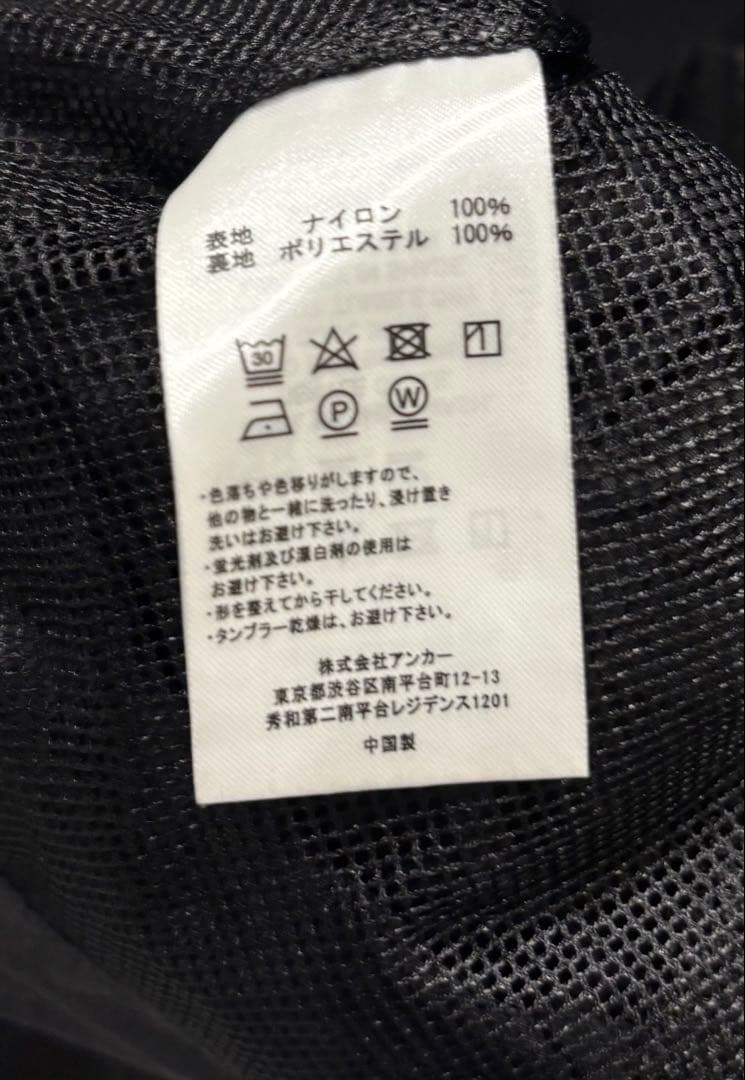 表地 ナイロン 100%
裏地 ポリエステル 100%
30
P W
・色落ちや色移りがしますので、
他の物と一緒に洗ったり、浸け置き
洗いはお避け下さい。
・蛍光剤及び漂白剤の使用は
お避け下さい。
・形を整えてから干してください。
・タンブラー乾燥は、お避け下さい。
株式会社アンカー
東京都渋谷区南平台町12-13
秀和第二南平台レジデンス1201
中国製